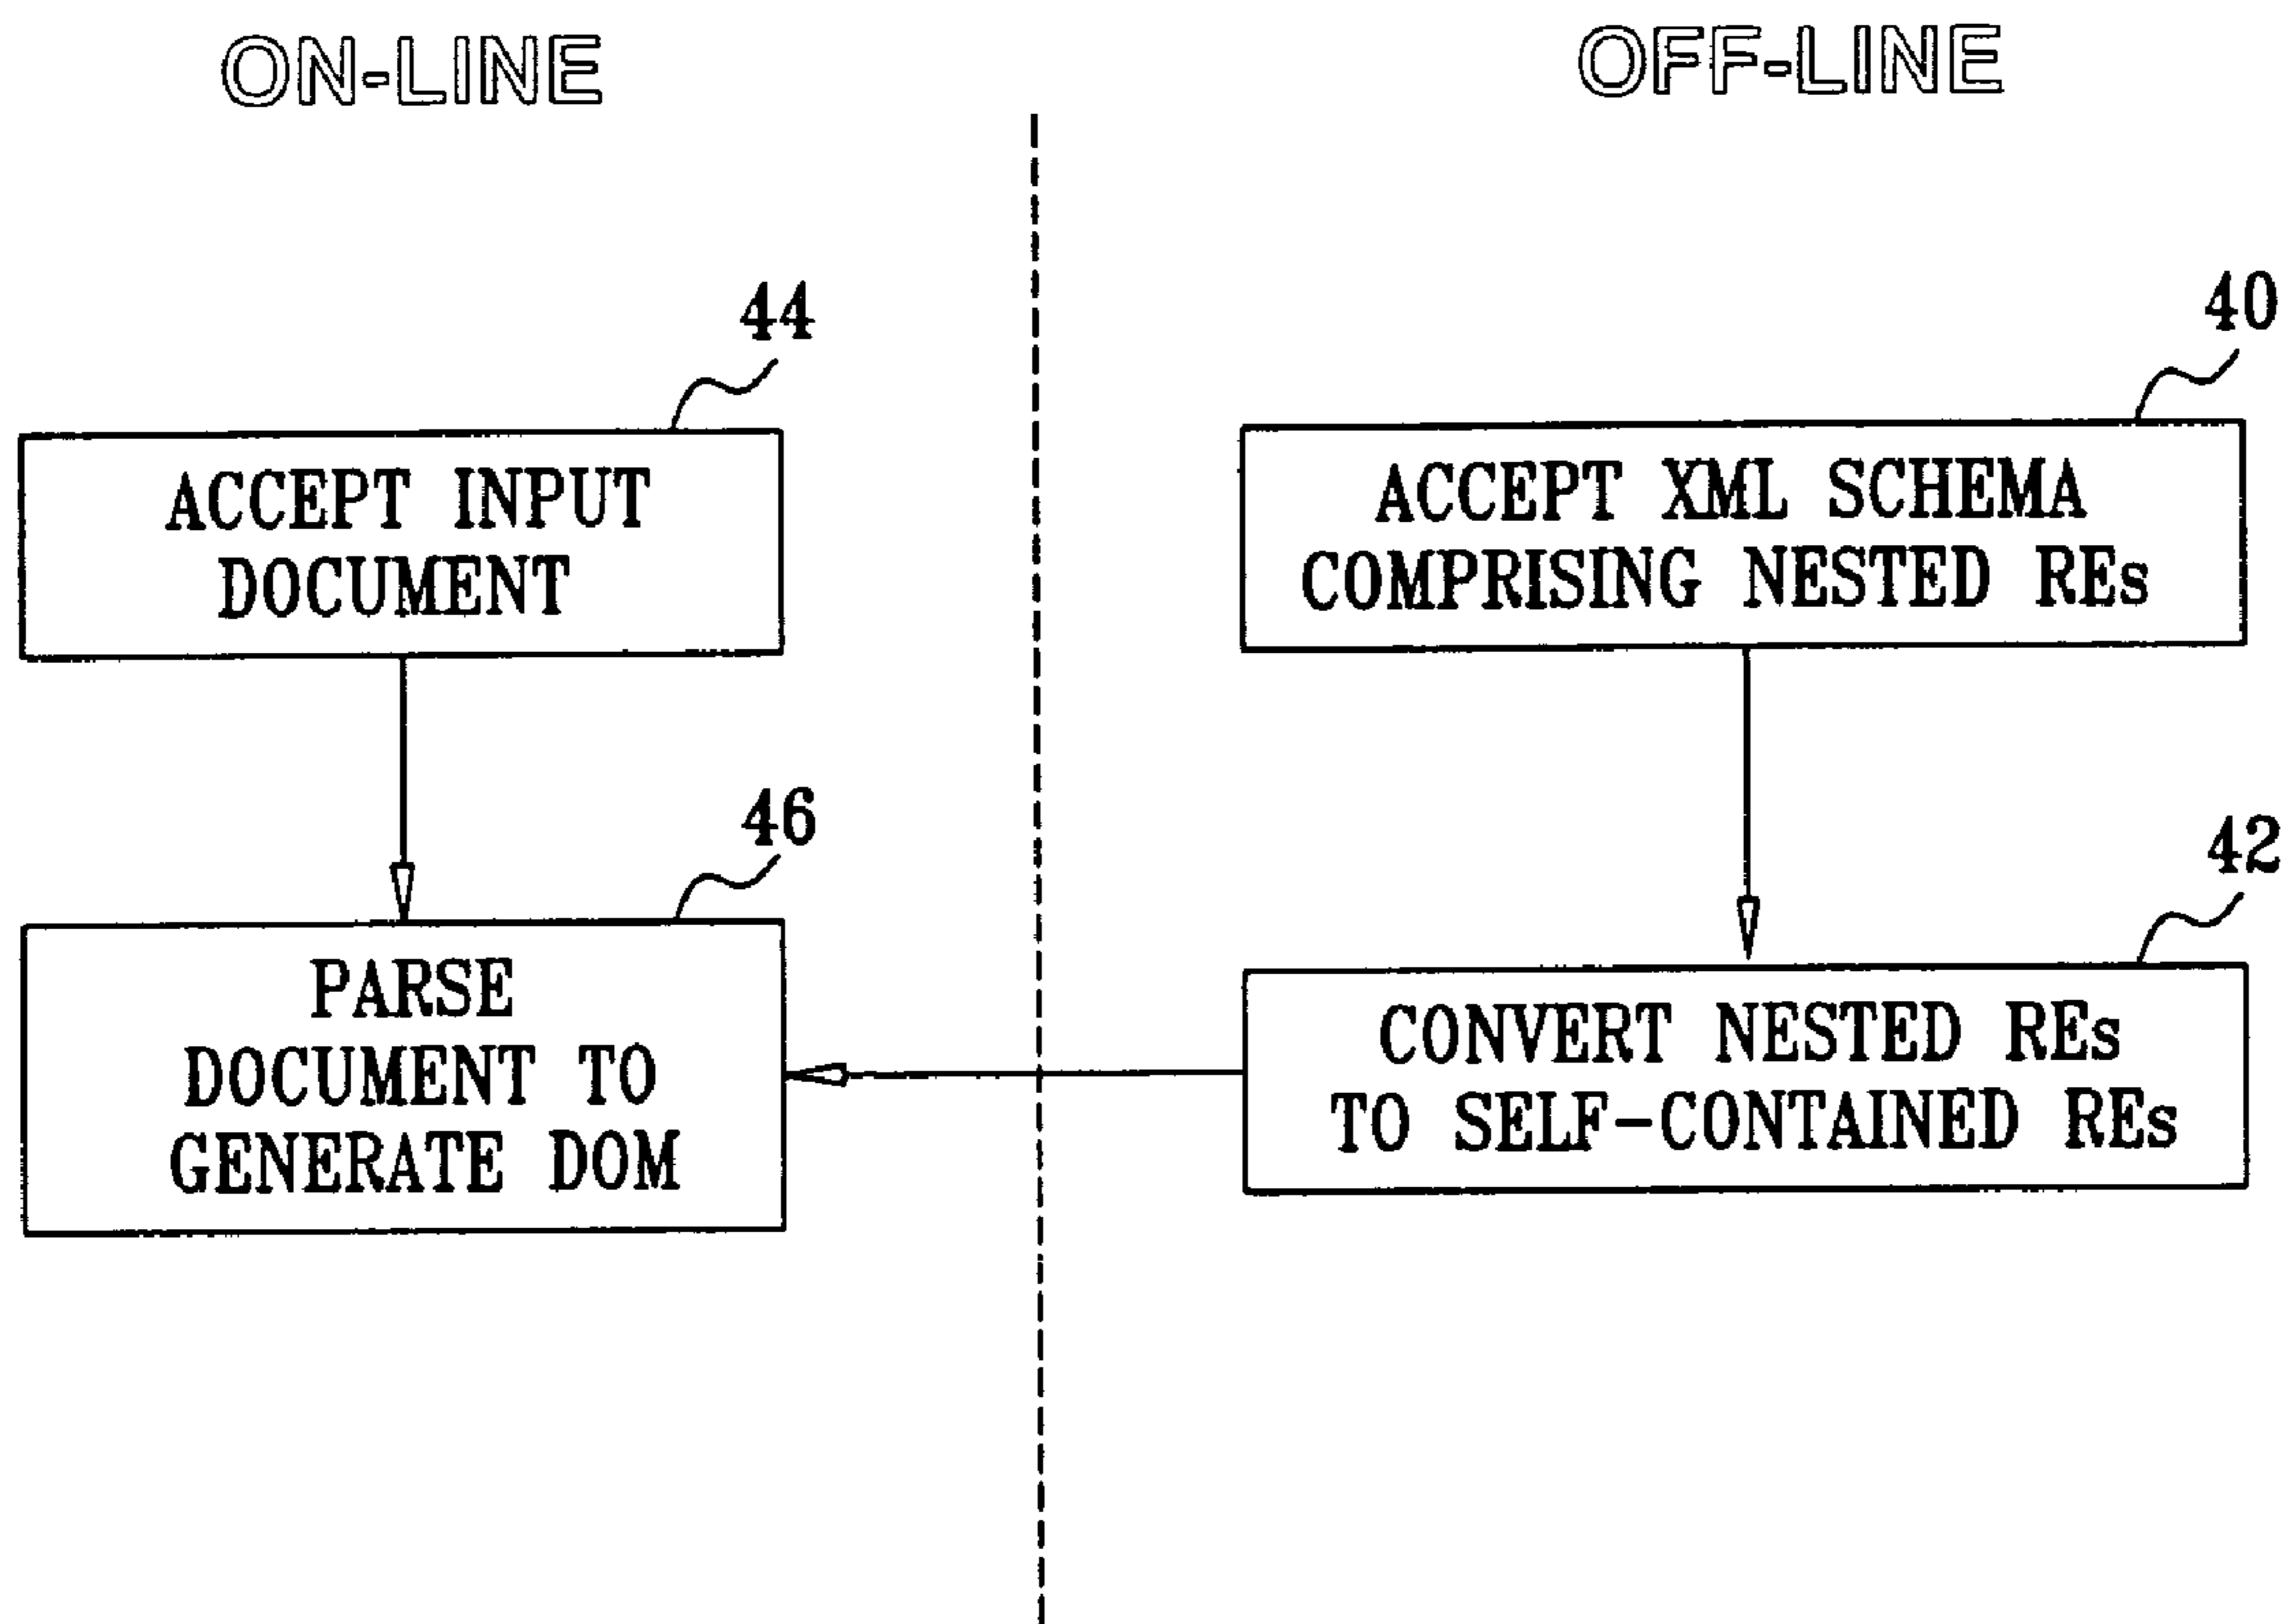 ON-LINE
OFF-LINE
44
ACCEPT INPUT
DOCUMENT
46
PARSE
DOCUMENT TO
GENERATE DOM
40
ACCEPT XML SCHEMA
COMPRISING NESTED REs
42
CONVERT NESTED REs
TO SELF-CONTAINED REs